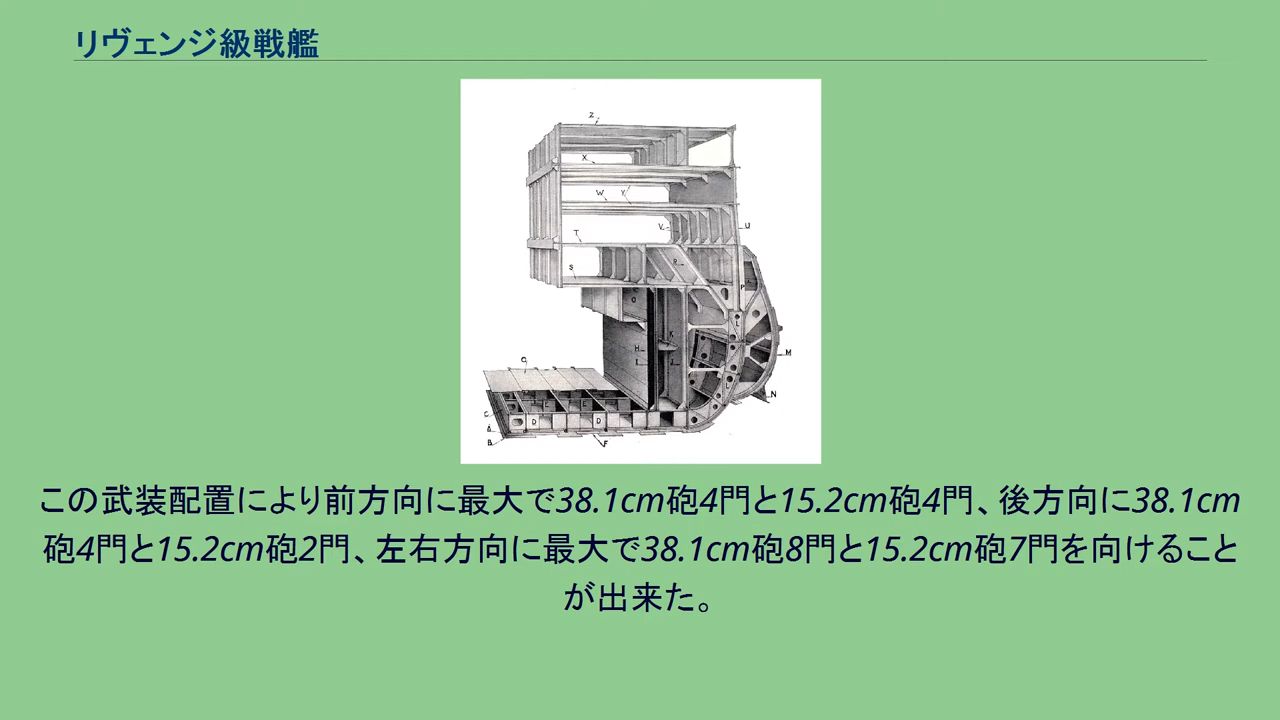 リヴェンジ級戦艦
Z
X
W Y
V U
T
R
S
P
O
L
K
H M
I J
G
N
E E
C
D D
A
B F
この武装配置により前方向に最大で38.1cm砲4門と15.2cm砲4門、後方向に38.1cm
砲4門と15.2cm砲2門、左右方向に最大で38.1cm砲8門と15.2cm砲7門を向けること
が出来た。